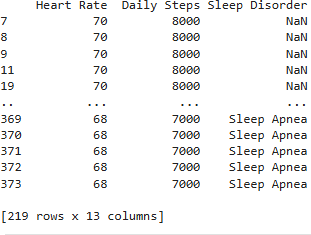 Heart Rate Daily Steps Sleep Disorder
7 70 8000 NaN
8 70 8000 NaN
9 70 8000 NaN
11 70 8000 NaN
19 70 8000 NaN
.. ... ... ...
369 68 7000 Sleep Apnea
370 68 7000 Sleep Apnea
371 68 7000 Sleep Apnea
372 68 7000 Sleep Apnea
373 68 7000 Sleep Apnea
[219 rows x 13 columns]